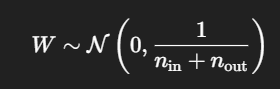 W ∼ 𝒩(0, 1/(n_in + n_out))